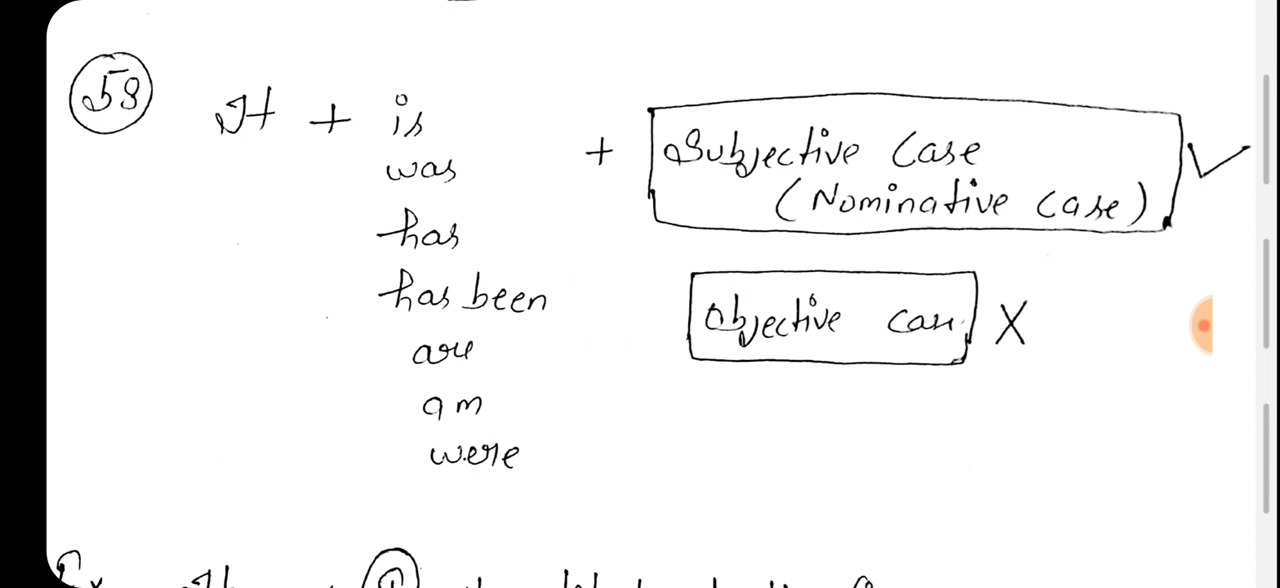 58
It + is
was
has
has been
are
am
were
+ Subjective Case
(Nominative case) ✓
Objective case X